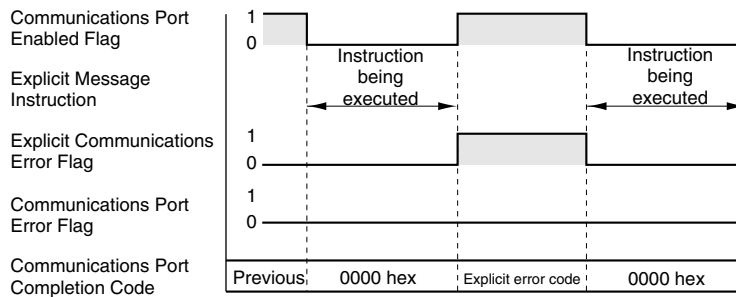 Communications Port
Enabled Flag
1
0
Instruction
being
executed
Instruction
being
executed
Explicit Message
Instruction
Explicit Communications
Error Flag
1
0
Communications Port
Error Flag
1
0
Communications Port
Completion Code
Previous
0000 hex
Explicit error code
0000 hex